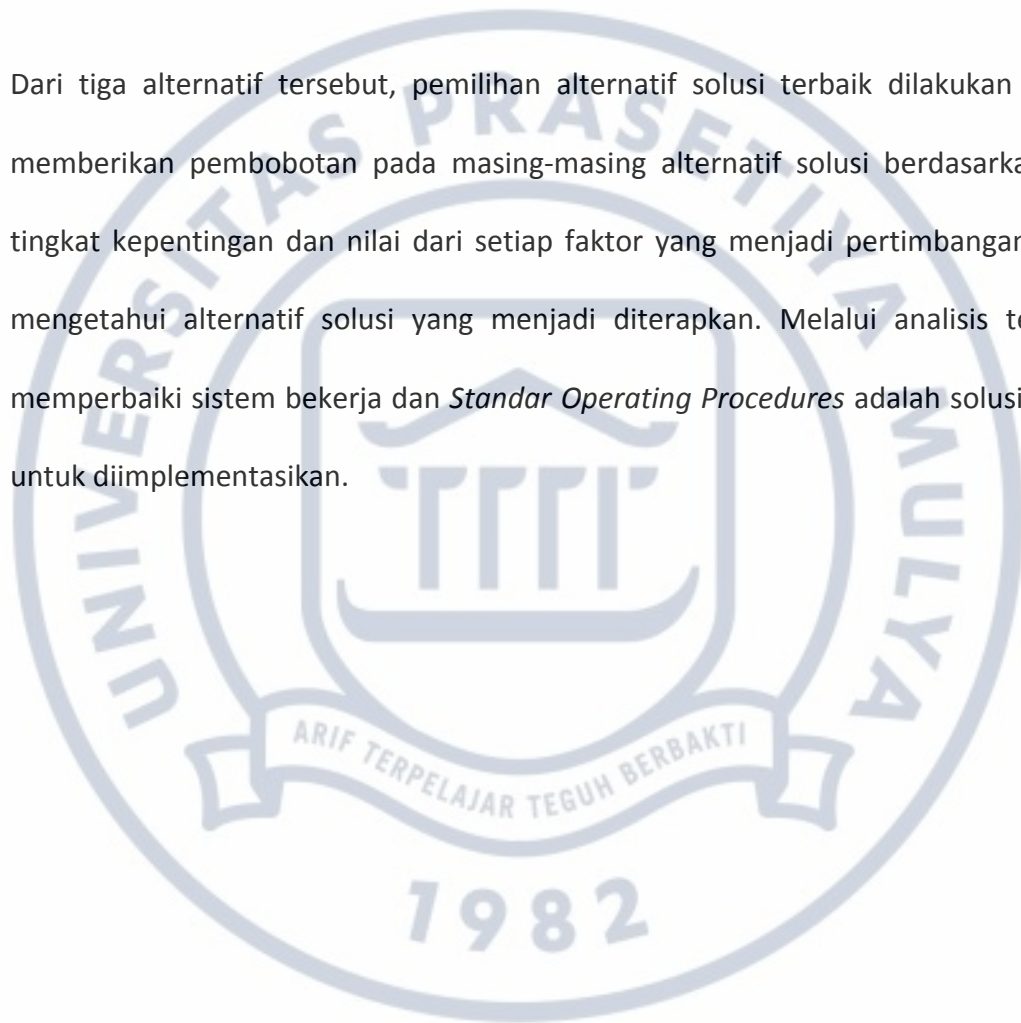 Dari tiga alternatif tersebut, pemilihan alternatif solusi terbaik dilakukan
memberikan pembobotan pada masing-masing alternatif solusi berdasarka
tingkat kepentingan dan nilai dari setiap faktor yang menjadi pertimbangan
mengetahui alternatif solusi yang menjadi diterapkan. Melalui analisis te
memperbaiki sistem bekerja dan Standar Operating Procedures adalah solusi
untuk diimplementasikan.
UNIVERSITAS PRASETIYA MULYA
ARIF TERPELAJAR TEGUH BERBAKTI
1982